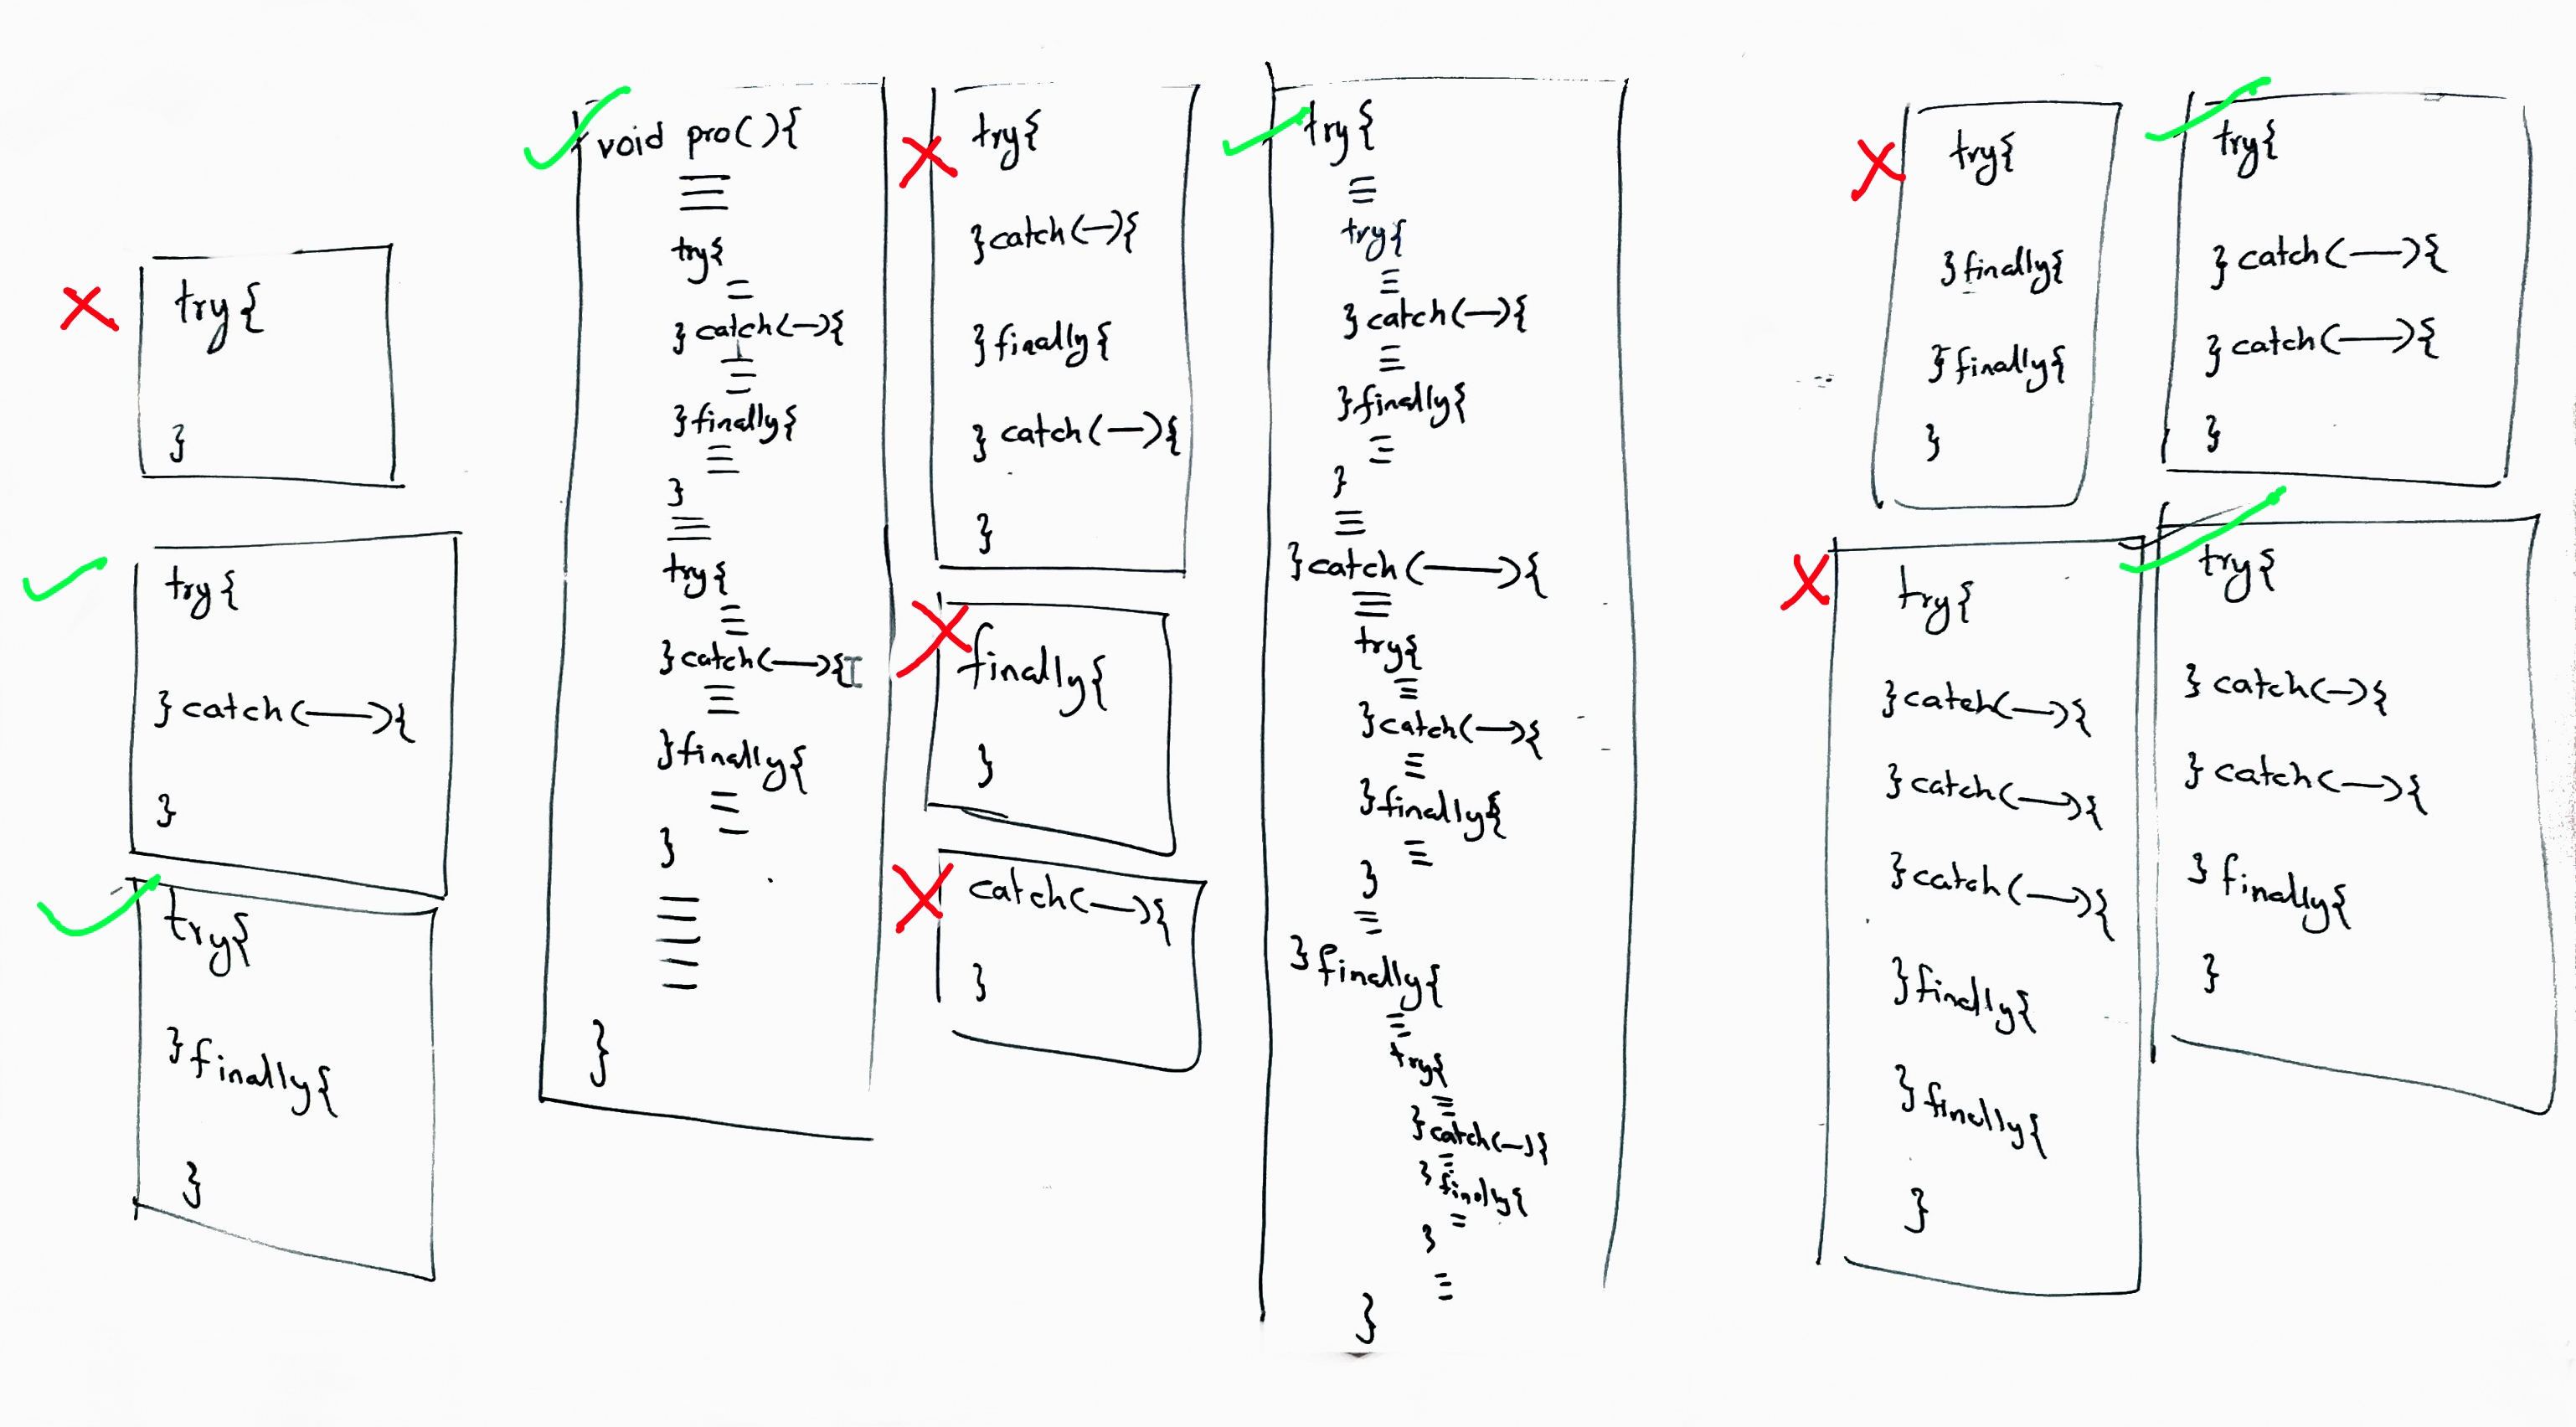 try{
}
try{
}catch(—){
}
try{
}finally{
}
void pro(){
try{
}catch(—){
}finally{
}
try{
}catch(—){
}finally{
}
}
try{
}catch(—){
}finally{
}catch(—){
}
finally{
}
catch(—){
}
try{
try{
}catch(—){
}finally{
}
}catch(—){
try{
}catch(—){
}finally{
}
}finally{
try{
}catch(—){
}finally{
}
}
try{
}finally{
}finally{
}
try{
}catch(—){
}catch(—){
}catch(—){
}finally{
}finally{
}
try{
}catch(—){
}catch(—){
}
try{
}catch(—){
}catch(—){
}finally{
}